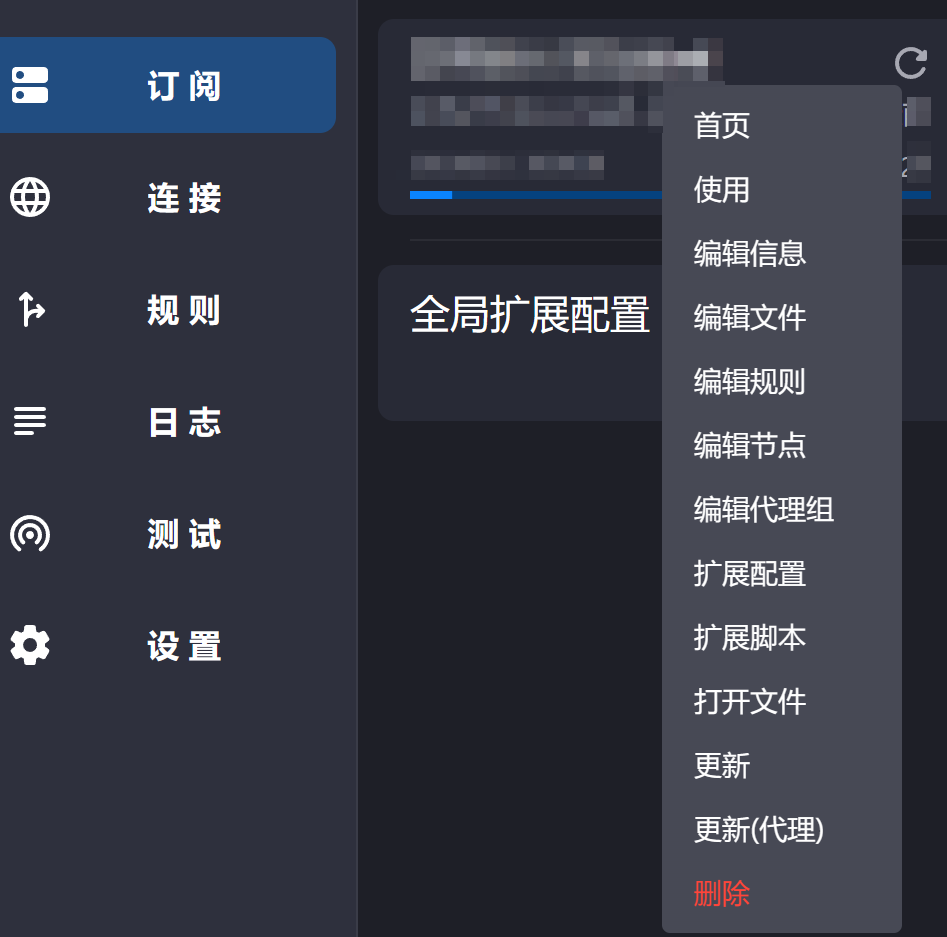 订 阅
连 接
规 则
日 志
测 试
设 置
全局扩展配置
首页
使用
编辑信息
编辑文件
编辑规则
编辑节点
编辑代理组
扩展配置
扩展脚本
打开文件
更新
更新(代理)
删除